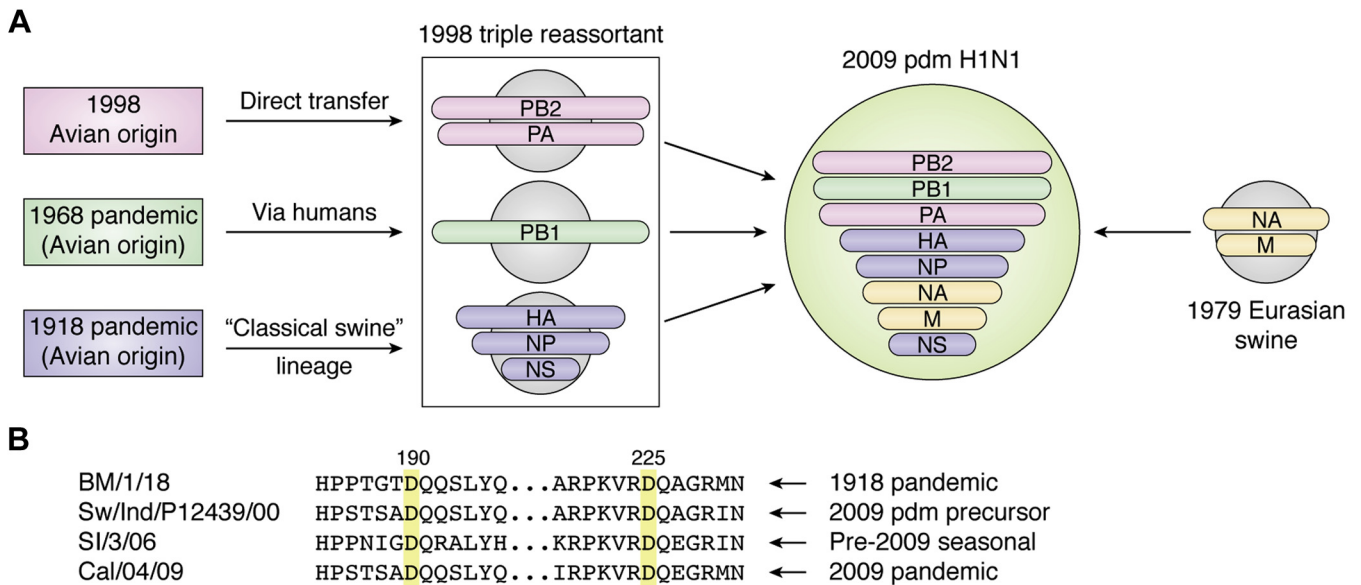 A
1998 triple reassortant
2009 pdm H1N1
1998
Avian origin
Direct transfer
PB2
PA
1968 pandemic
(Avian origin)
Via humans
PB1
1918 pandemic
(Avian origin)
“Classical swine”
lineage
HA
NP
NS
PB2
PB1
PA
HA
NP
NA
M
NS
NA
M
1979 Eurasian
swine
B
190 225
BM/1/18 HPPTGTDQQSLYQ...ARPKVRDQAGRMN 1918 pandemic
Sw/Ind/P12439/00 HPSTSADQQSLYQ...ARPKVRDQAGRIN 2009 pdm precursor
SI/3/06 HPPNIGDQRALYH...KRPKVRDQEGRIN Pre-2009 seasonal
Cal/04/09 HPSTSADQQSLYQ...IRPKVRDQEGRMN 2009 pandemic